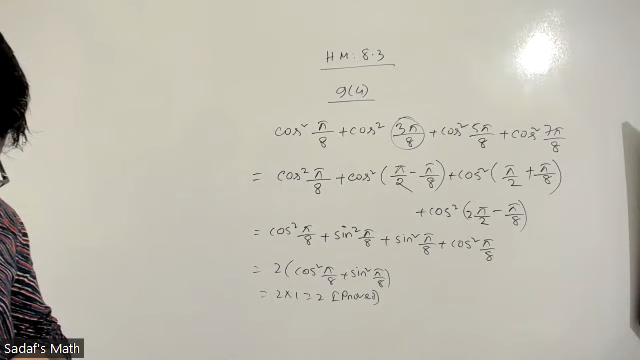 HM: 8.3
9(4)
cos² π/8 + cos² 3π/8 + cos² 5π/8 + cos² 7π/8
= cos² π/8 + cos² (π/2 − π/8) + cos² (π/2 + π/8)
+ cos² (2π/2 − π/8)
= cos² π/8 + sin² π/8 + sin² π/8 + cos² π/8
= 2 (cos² π/8 + sin² π/8)
= 2×1 = 2 [Proved]
Sadaf's Math